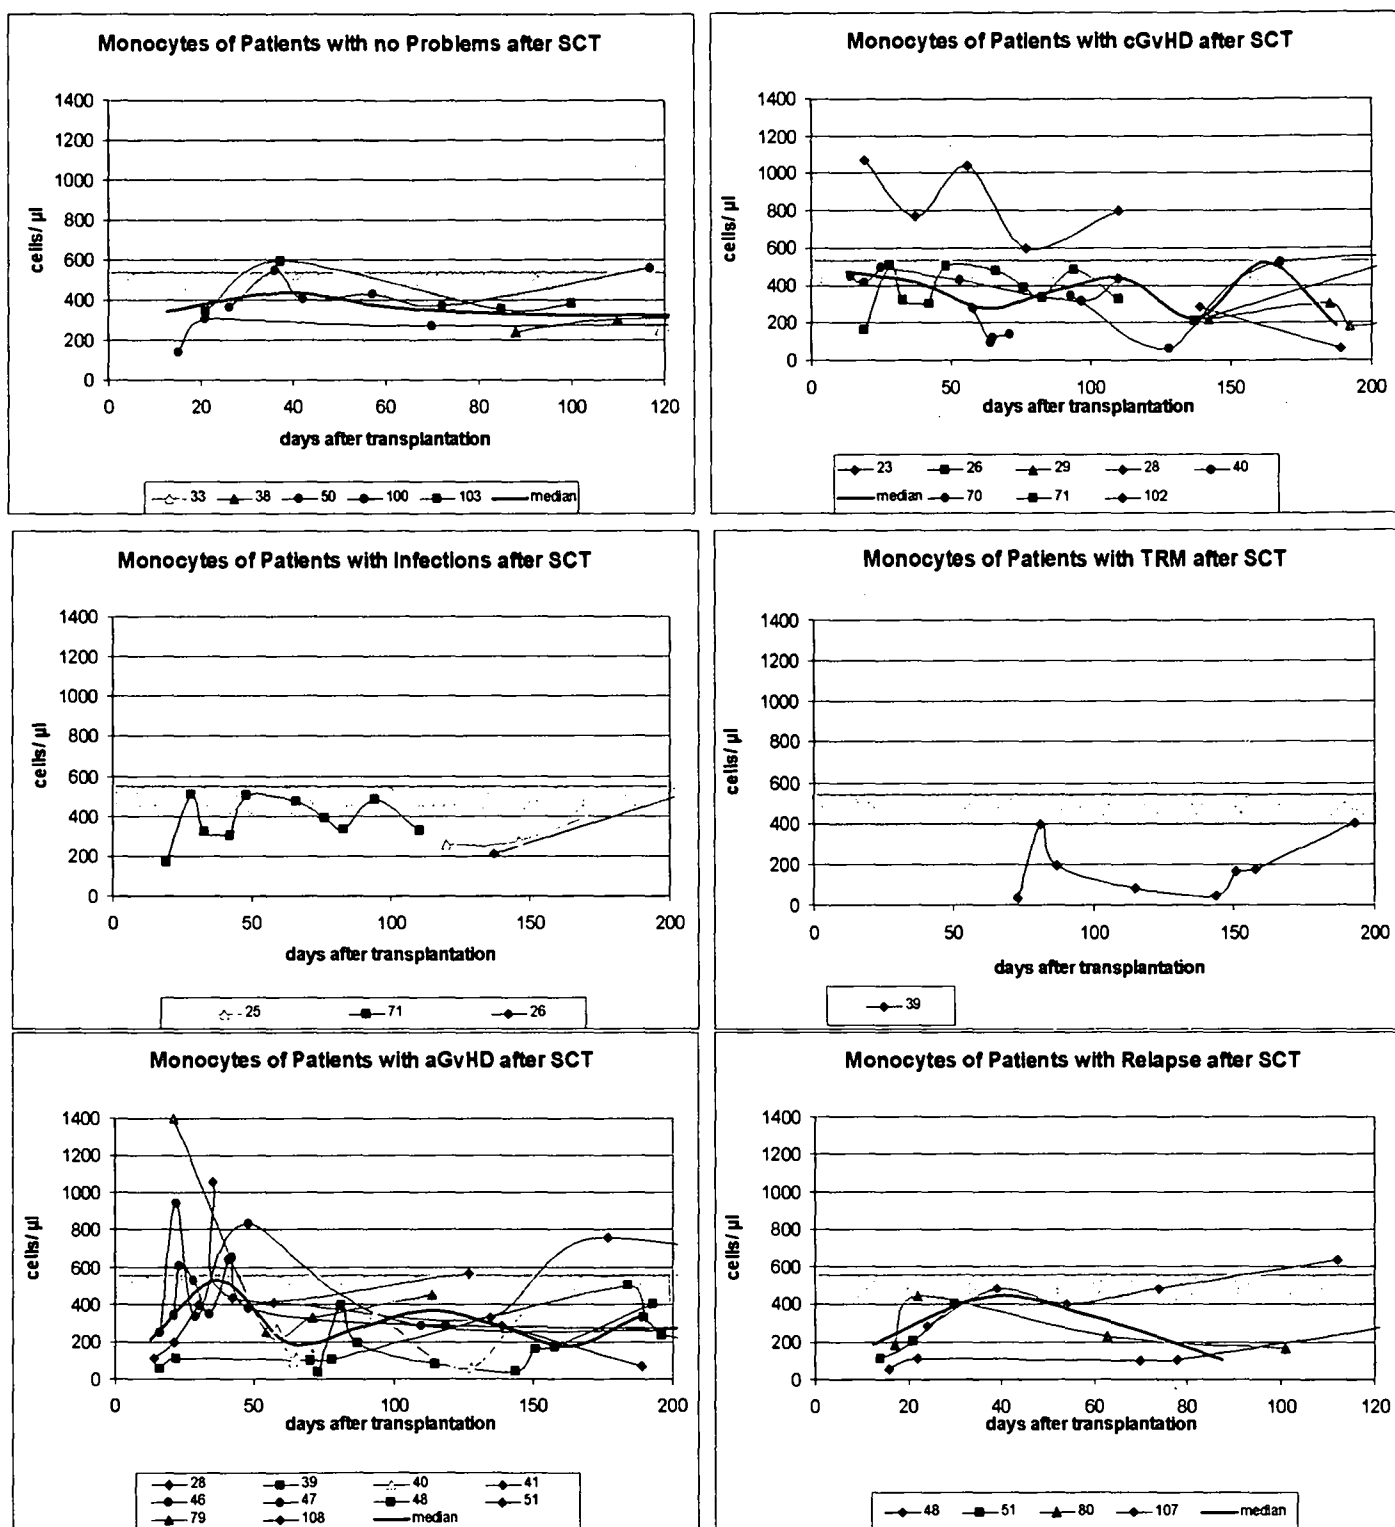 Monocytes of Patients with no Problems after SCT
1400
1200
1000
800
600
400
200
0
cells/ µl
0 20 40 60 80 100 120
days after transplantation
33 38 50 100 103 median
Monocytes of Patients with cGvHD after SCT
1400
1200
1000
800
600
400
200
0
cells/ µl
0 50 100 150 200
days after transplantation
23 26 29 28 40
median 70 71 102
Monocytes of Patients with Infections after SCT
1400
1200
1000
800
600
400
200
0
cells/ µl
0 50 100 150 200
days after transplantation
25 71 26
Monocytes of Patients with TRM after SCT
1400
1200
1000
800
600
400
200
0
cells/ µl
0 50 100 150 200
days after transplantation
39
Monocytes of Patients with aGvHD after SCT
1400
1200
1000
800
600
400
200
0
cells/ µl
0 50 100 150 200
days after transplantation
28 39 40 41
46 47 48 51
79 108 median
Monocytes of Patients with Relapse after SCT
1400
1200
1000
800
600
400
200
0
cells/ µl
0 20 40 60 80 100 120
days after transplantation
48 51 80 107 median